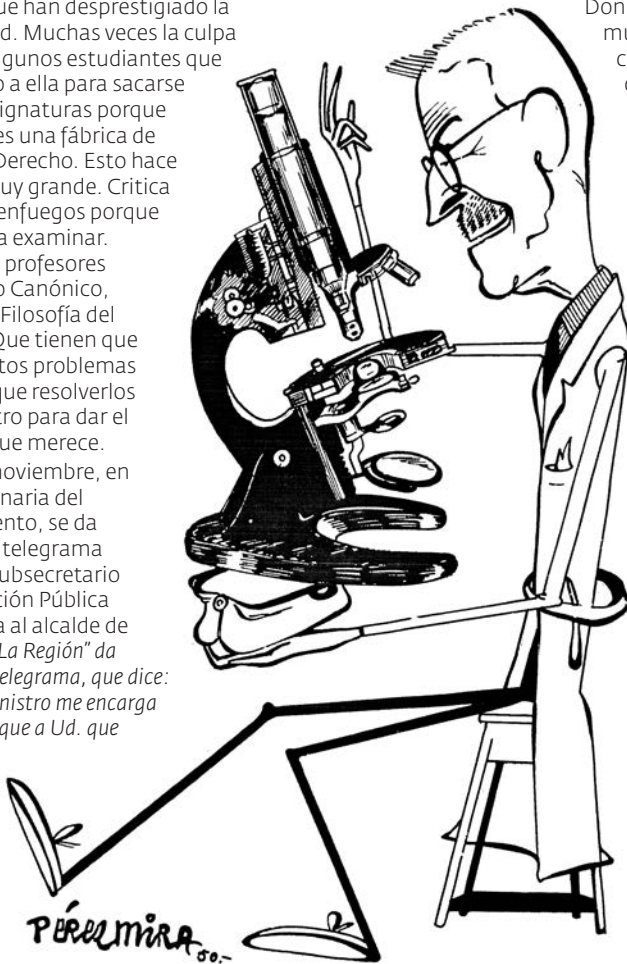 ue han desprestigiado la
d. Muchas veces la culpa
lgunos estudiantes que
o a ella para sacarse
signaturas porque
es una fábrica de
Derecho. Esto hace
uy grande. Critica
enfuegos porque
a examinar.
profesores
o Canónico,
Filosofía del
Que tienen que
tos problemas
que resolverlos
tro para dar el
que merece.
noviembre, en
naria del
ento, se da
telegrama
ubsecretario
ción Pública
a al alcalde de
La Región" da
elegrama, que dice:
nistro me encarga
que a Ud. que
Don
mu
c
PÉREZ MIRA 50.-